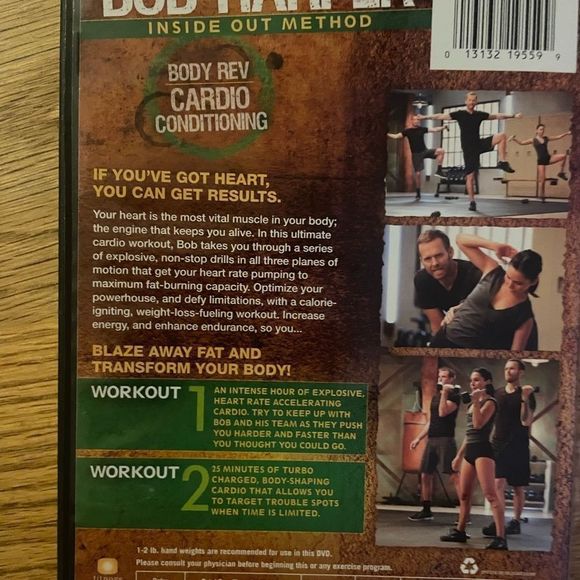 BOB HARPER
INSIDE OUT METHOD
0 13132 19559 9
BODY REV
CARDIO
CONDITIONING
IF YOU'VE GOT HEART,
YOU CAN GET RESULTS.
Your heart is the most vital muscle in your body;
the engine that keeps you alive. In this ultimate
cardio workout, Bob takes you through a series
of explosive, non-stop drills in all three planes of
motion that get your heart rate pumping to
maximum fat-burning capacity. Optimize your
powerhouse, and defy limitations, with a calorie-
igniting, weight-loss-fueling workout. Increase
energy, and enhance endurance, so you...
BLAZE AWAY FAT AND
TRANSFORM YOUR BODY!
WORKOUT 1
AN INTENSE HOUR OF EXPLOSIVE,
HEART RATE ACCELERATING
CARDIO. TRY TO KEEP UP WITH
BOB AND HIS TEAM AS THEY PUSH
YOU HARDER AND FASTER THAN
YOU THOUGHT YOU COULD GO.
WORKOUT 2
25 MINUTES OF TURBO
CHARGED, BODY-SHAPING
CARDIO THAT ALLOWS YOU
TO TARGET TROUBLE SPOTS
WHEN TIME IS LIMITED.
1-2 lb. hand weights are recommended for use in this DVD.
Please consult your physician before beginning this or any exercise program.